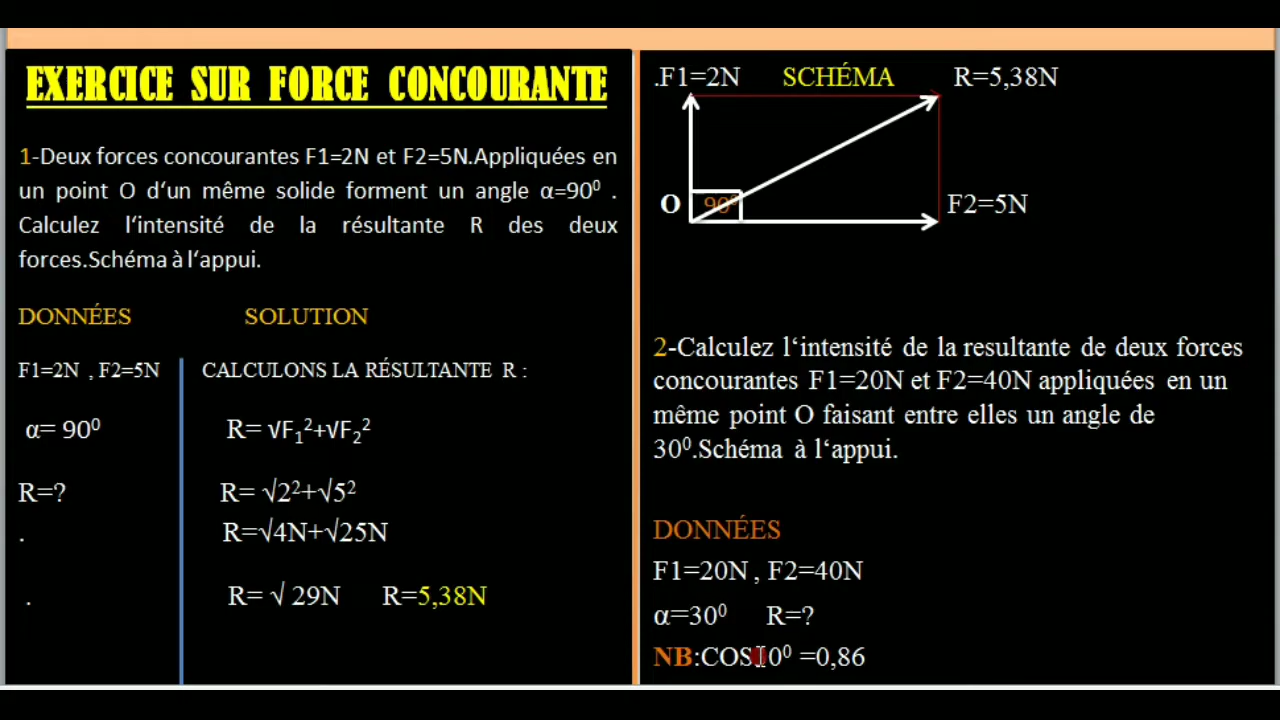 EXERCICE SUR FORCE CONCOURANTE
1-Deux forces concourantes F1=2N et F2=5N.Appliquées en
un point O d‘un même solide forment un angle α=90⁰ .
Calculez l‘intensité de la résultante R des deux
forces.Schéma à l‘appui.
DONNÉES SOLUTION
F1=2N , F2=5N CALCULONS LA RÉSULTANTE R :
α= 90⁰ R= √F₁²+√F₂²
R=? R= √2²+√5²
. R=√4N+√25N
. R= √ 29N R=5,38N
.F1=2N SCHÉMA R=5,38N
O 90⁰ F2=5N
2-Calculez l‘intensité de la resultante de deux forces
concourantes F1=20N et F2=40N appliquées en un
même point O faisant entre elles un angle de
30⁰.Schéma à l‘appui.
DONNÉES
F1=20N , F2=40N
α=30⁰ R=?
NB:COS 0⁰ =0,86